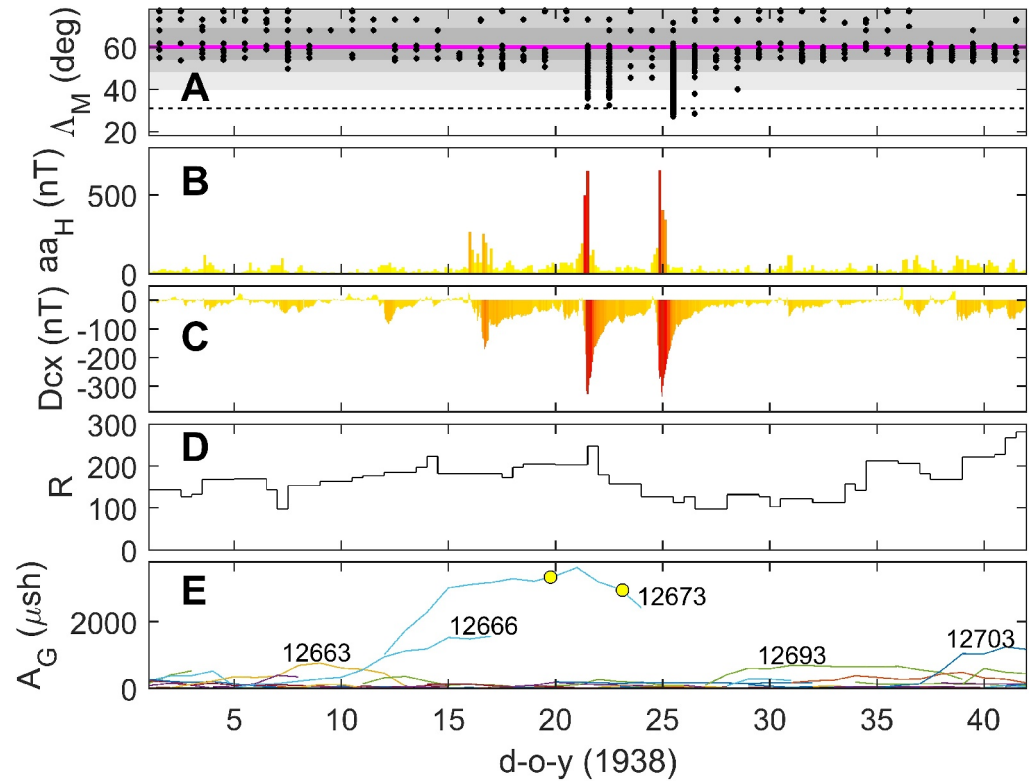 Λ_M (deg)
60
40
20
A
aa_H (nT)
500
0
B
Dcx (nT)
0
-100
-200
-300
C
R
300
200
100
0
D
A_G (μsh)
2000
0
E
12663
12666
12673
12693
12703
5 10 15 20 25 30 35 40
d-o-y (1938)